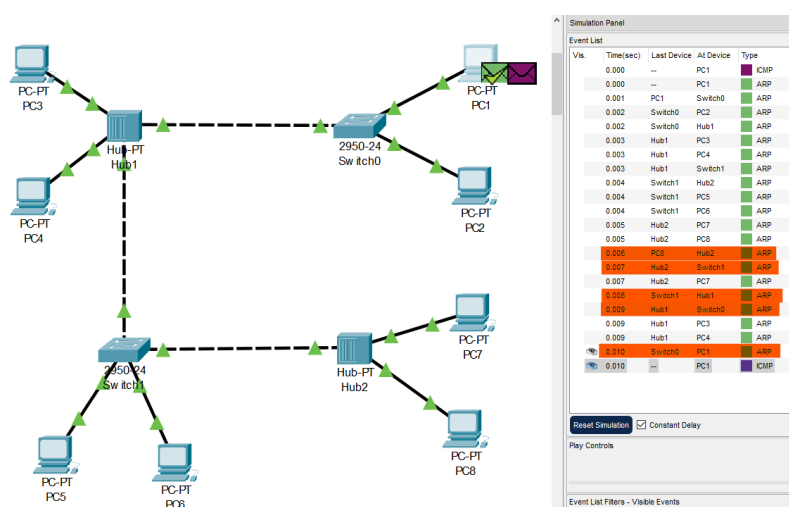 PC-PT
PC3
Hub-PT
Hub1
PC-PT
PC4
2950-24
Switch0
PC-PT
PC1
PC-PT
PC2
2950-24
Switch1
Hub-PT
Hub2
PC-PT
PC7
PC-PT
PC8
PC-PT
PC5
PC-PT
PC6
Simulation Panel
Event List
Vis. Time(sec) Last Device At Device Type
0.000 -- PC1 ICMP
0.000 -- PC1 ARP
0.001 PC1 Switch0 ARP
0.002 Switch0 PC2 ARP
0.002 Switch0 Hub1 ARP
0.003 Hub1 PC3 ARP
0.003 Hub1 PC4 ARP
0.003 Hub1 Switch1 ARP
0.004 Switch1 Hub2 ARP
0.004 Switch1 PC5 ARP
0.004 Switch1 PC6 ARP
0.005 Hub2 PC7 ARP
0.005 Hub2 PC8 ARP
0.006 PC8 Hub2 ARP
0.007 Hub2 Switch1 ARP
0.007 Hub2 PC7 ARP
0.008 Switch1 Hub1 ARP
0.009 Hub1 Switch0 ARP
0.009 Hub1 PC3 ARP
0.009 Hub1 PC4 ARP
0.010 Switch0 PC1 ARP
0.010 -- PC1 ICMP
Reset Simulation Constant Delay
Play Controls
Event List Filters - Visible Events